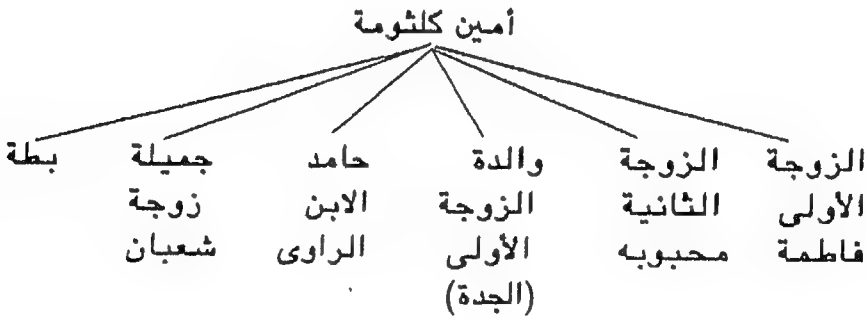 أمين كلثومة
الزوجة الزوجة والدة حامد جميلة بطة
الأولى الثانية الزوجة الابن زوجة
فاطمة محبوبه الأولى الراوى شعبان
(الجدة)